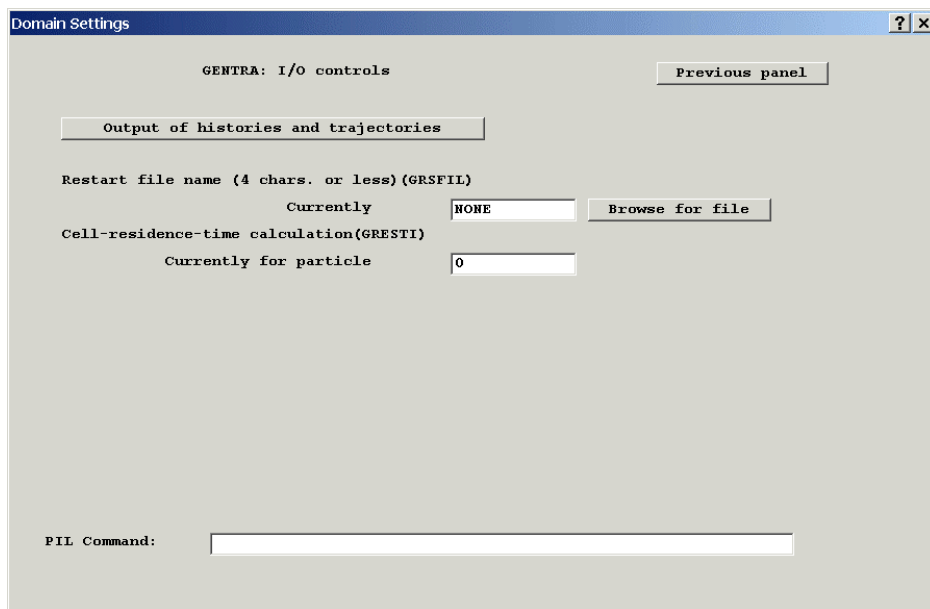 Domain Settings ? ×
GENTRA: I/O controls Previous panel
Output of histories and trajectories
Restart file name (4 chars. or less)(GRSFIL)
Currently NONE Browse for file
Cell-residence-time calculation(GRESTI)
Currently for particle 0
PIL Command: